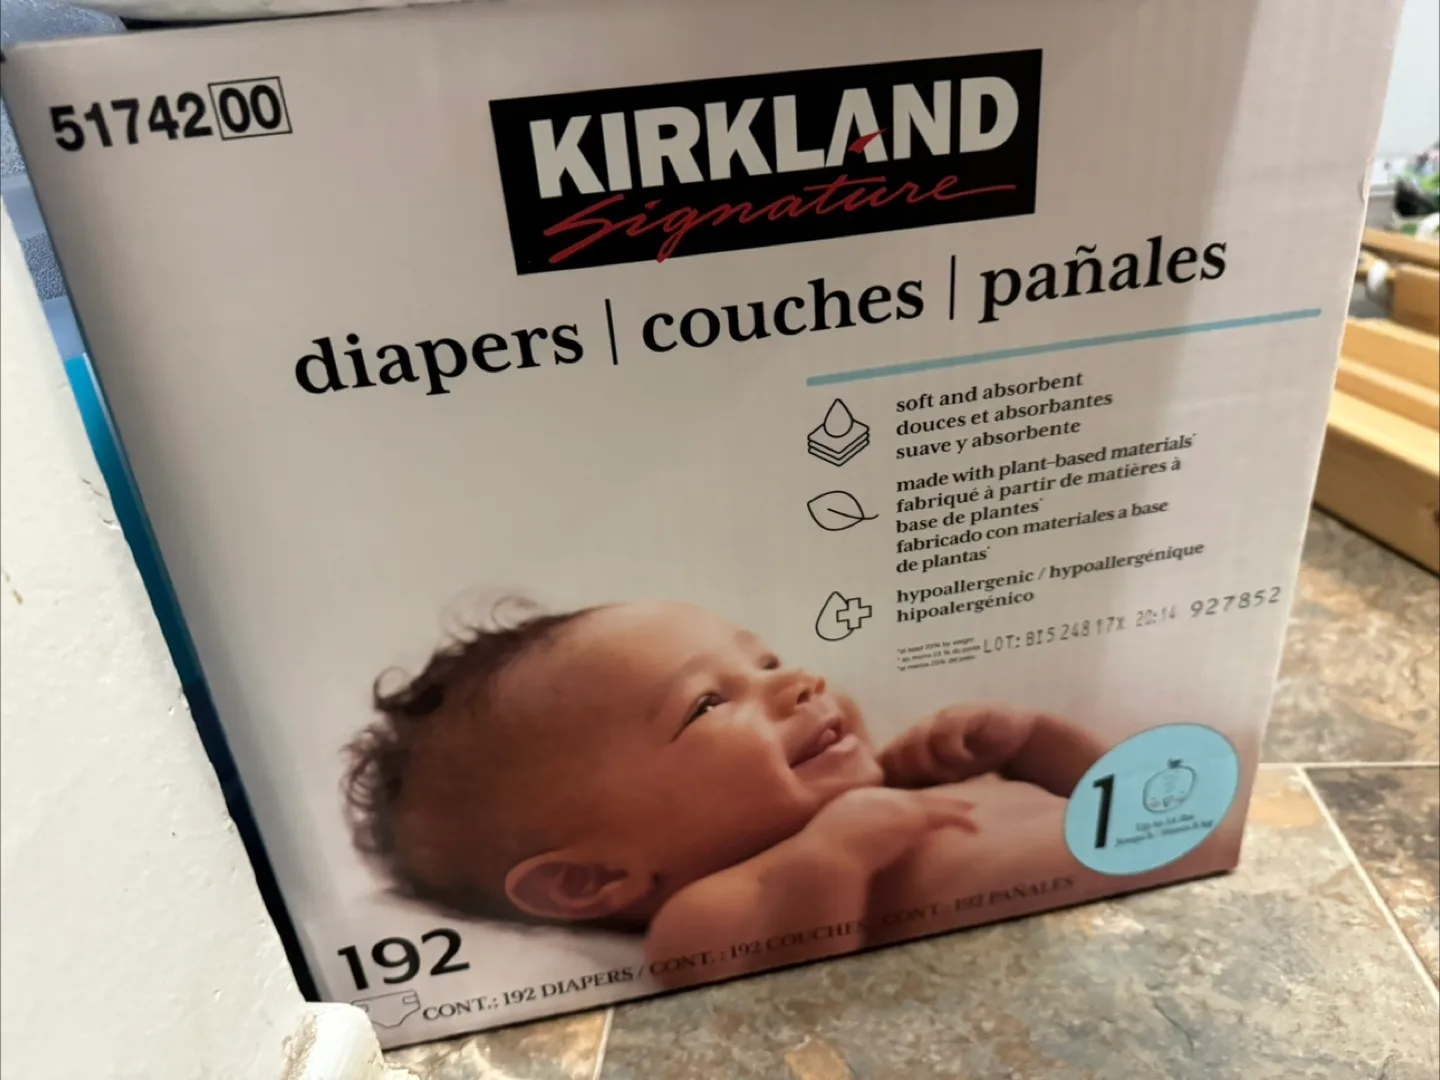 5174200
KIRKLAND
Signature
diapers | couches | pañales
soft and absorbent
douces et absorbantes
suave y absorbente
made with plant-based materials*
fabriqué à partir de matières à
base de plantes*
fabricado con materiales a base
de plantas*
hypoallergenic / hypoallergénique
hipoalergénico
LOT: BI5 248 17X 20:14 927852
1
192
CONT.: 192 DIAPERS / CONT. : 192 COUCHES CONT.: 192 PAÑALES